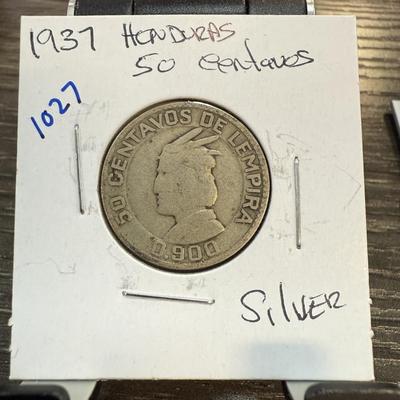 1937 HONDURAS
50 Centavos
1027
50 CENTAVOS DE LEMPIRA
0.900
SilvER